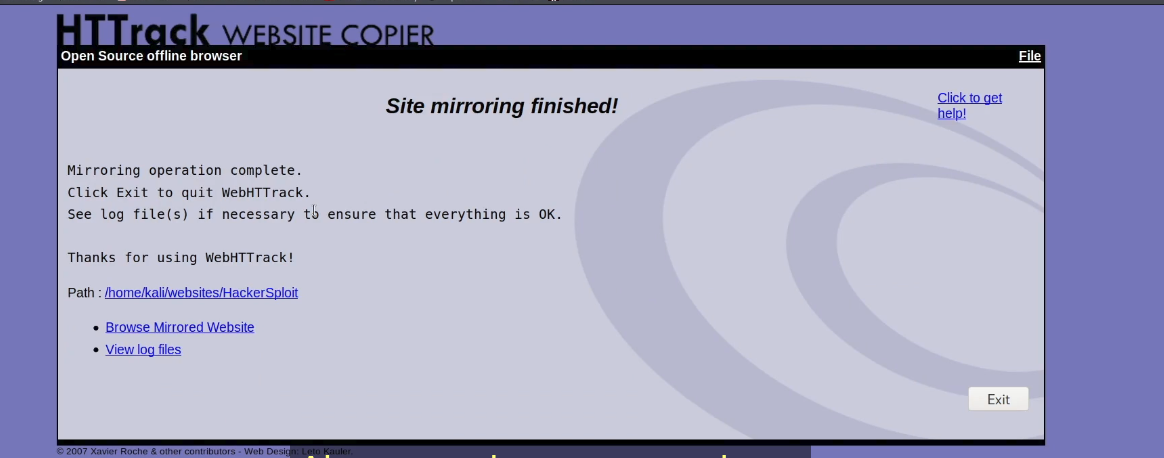 HTTrack WEBSITE COPIER
Open Source offline browser
File
Site mirroring finished!
Click to get
help!
Mirroring operation complete.
Click Exit to quit WebHTTrack.
See log file(s) if necessary to ensure that everything is OK.
Thanks for using WebHTTrack!
Path : /home/kali/websites/HackerSploit
Browse Mirrored Website
View log files
Exit
© 2007 Xavier Roche & other contributors - Web Design: Leto Kauler.